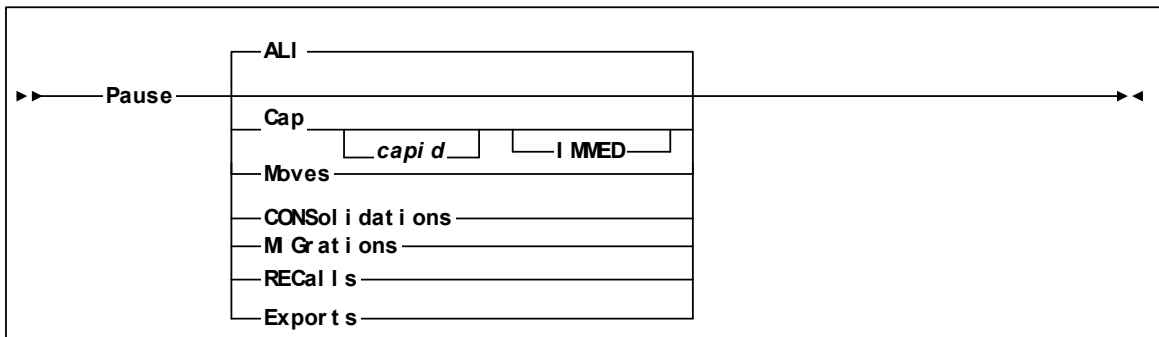 ALl
Pause
Cap
capid
IMMED
Moves
CONSolidations
MIGrations
RECalls
Exports